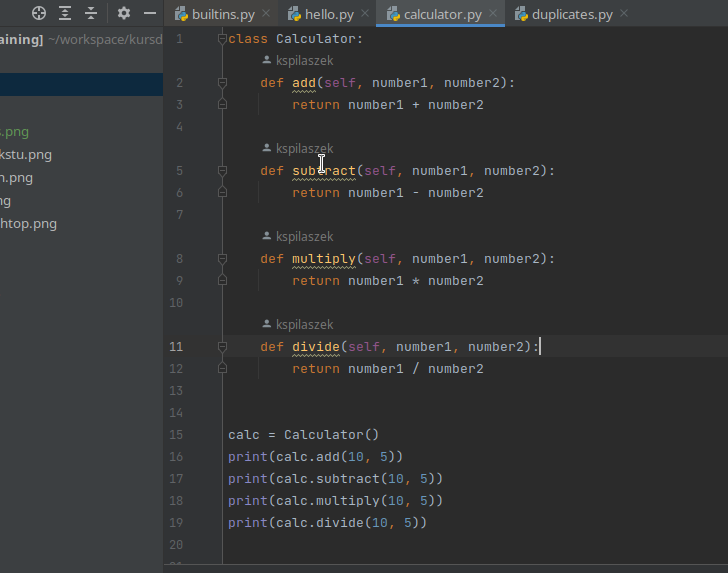 builtins.py hello.py calculator.py duplicates.py
aining] ~/workspace/kursd
s.png
kstu.png
n.png
ng
htop.png
1 class Calculator:
kspilaszek
2 def add(self, number1, number2):
3 return number1 + number2
4
kspilaszek
5 def subtract(self, number1, number2):
6 return number1 - number2
7
kspilaszek
8 def multiply(self, number1, number2):
9 return number1 * number2
10
kspilaszek
11 def divide(self, number1, number2):
12 return number1 / number2
13
14
15 calc = Calculator()
16 print(calc.add(10, 5))
17 print(calc.subtract(10, 5))
18 print(calc.multiply(10, 5))
19 print(calc.divide(10, 5))
20